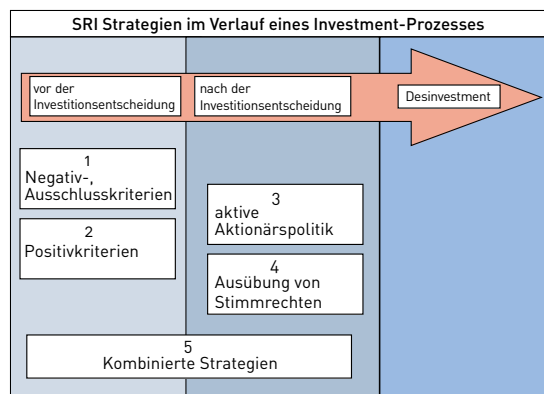 SRI Strategien im Verlauf eines Investment-Prozesses
vor der
Investitionsentscheidung
nach der
Investitionsentscheidung
Desinvestment
1
Negativ-,
Ausschlusskriterien
2
Positivkriterien
3
aktive
Aktionärspolitik
4
Ausübung von
Stimmrechten
5
Kombinierte Strategien